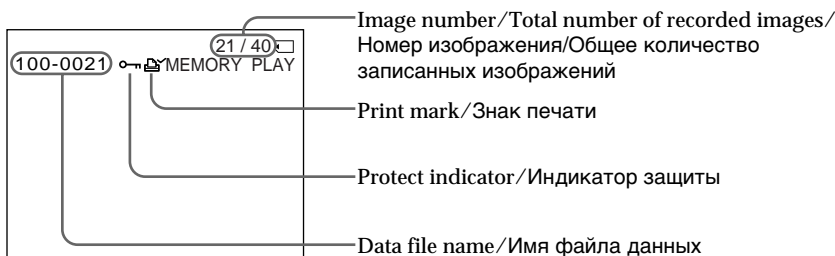 21 / 40
100-0021 MEMORY PLAY
Image number/Total number of recorded images/
Номер изображения/Общее количество
записанных изображений
Print mark/Знак печати
Protect indicator/Индикатор защиты
Data file name/Имя файла данных